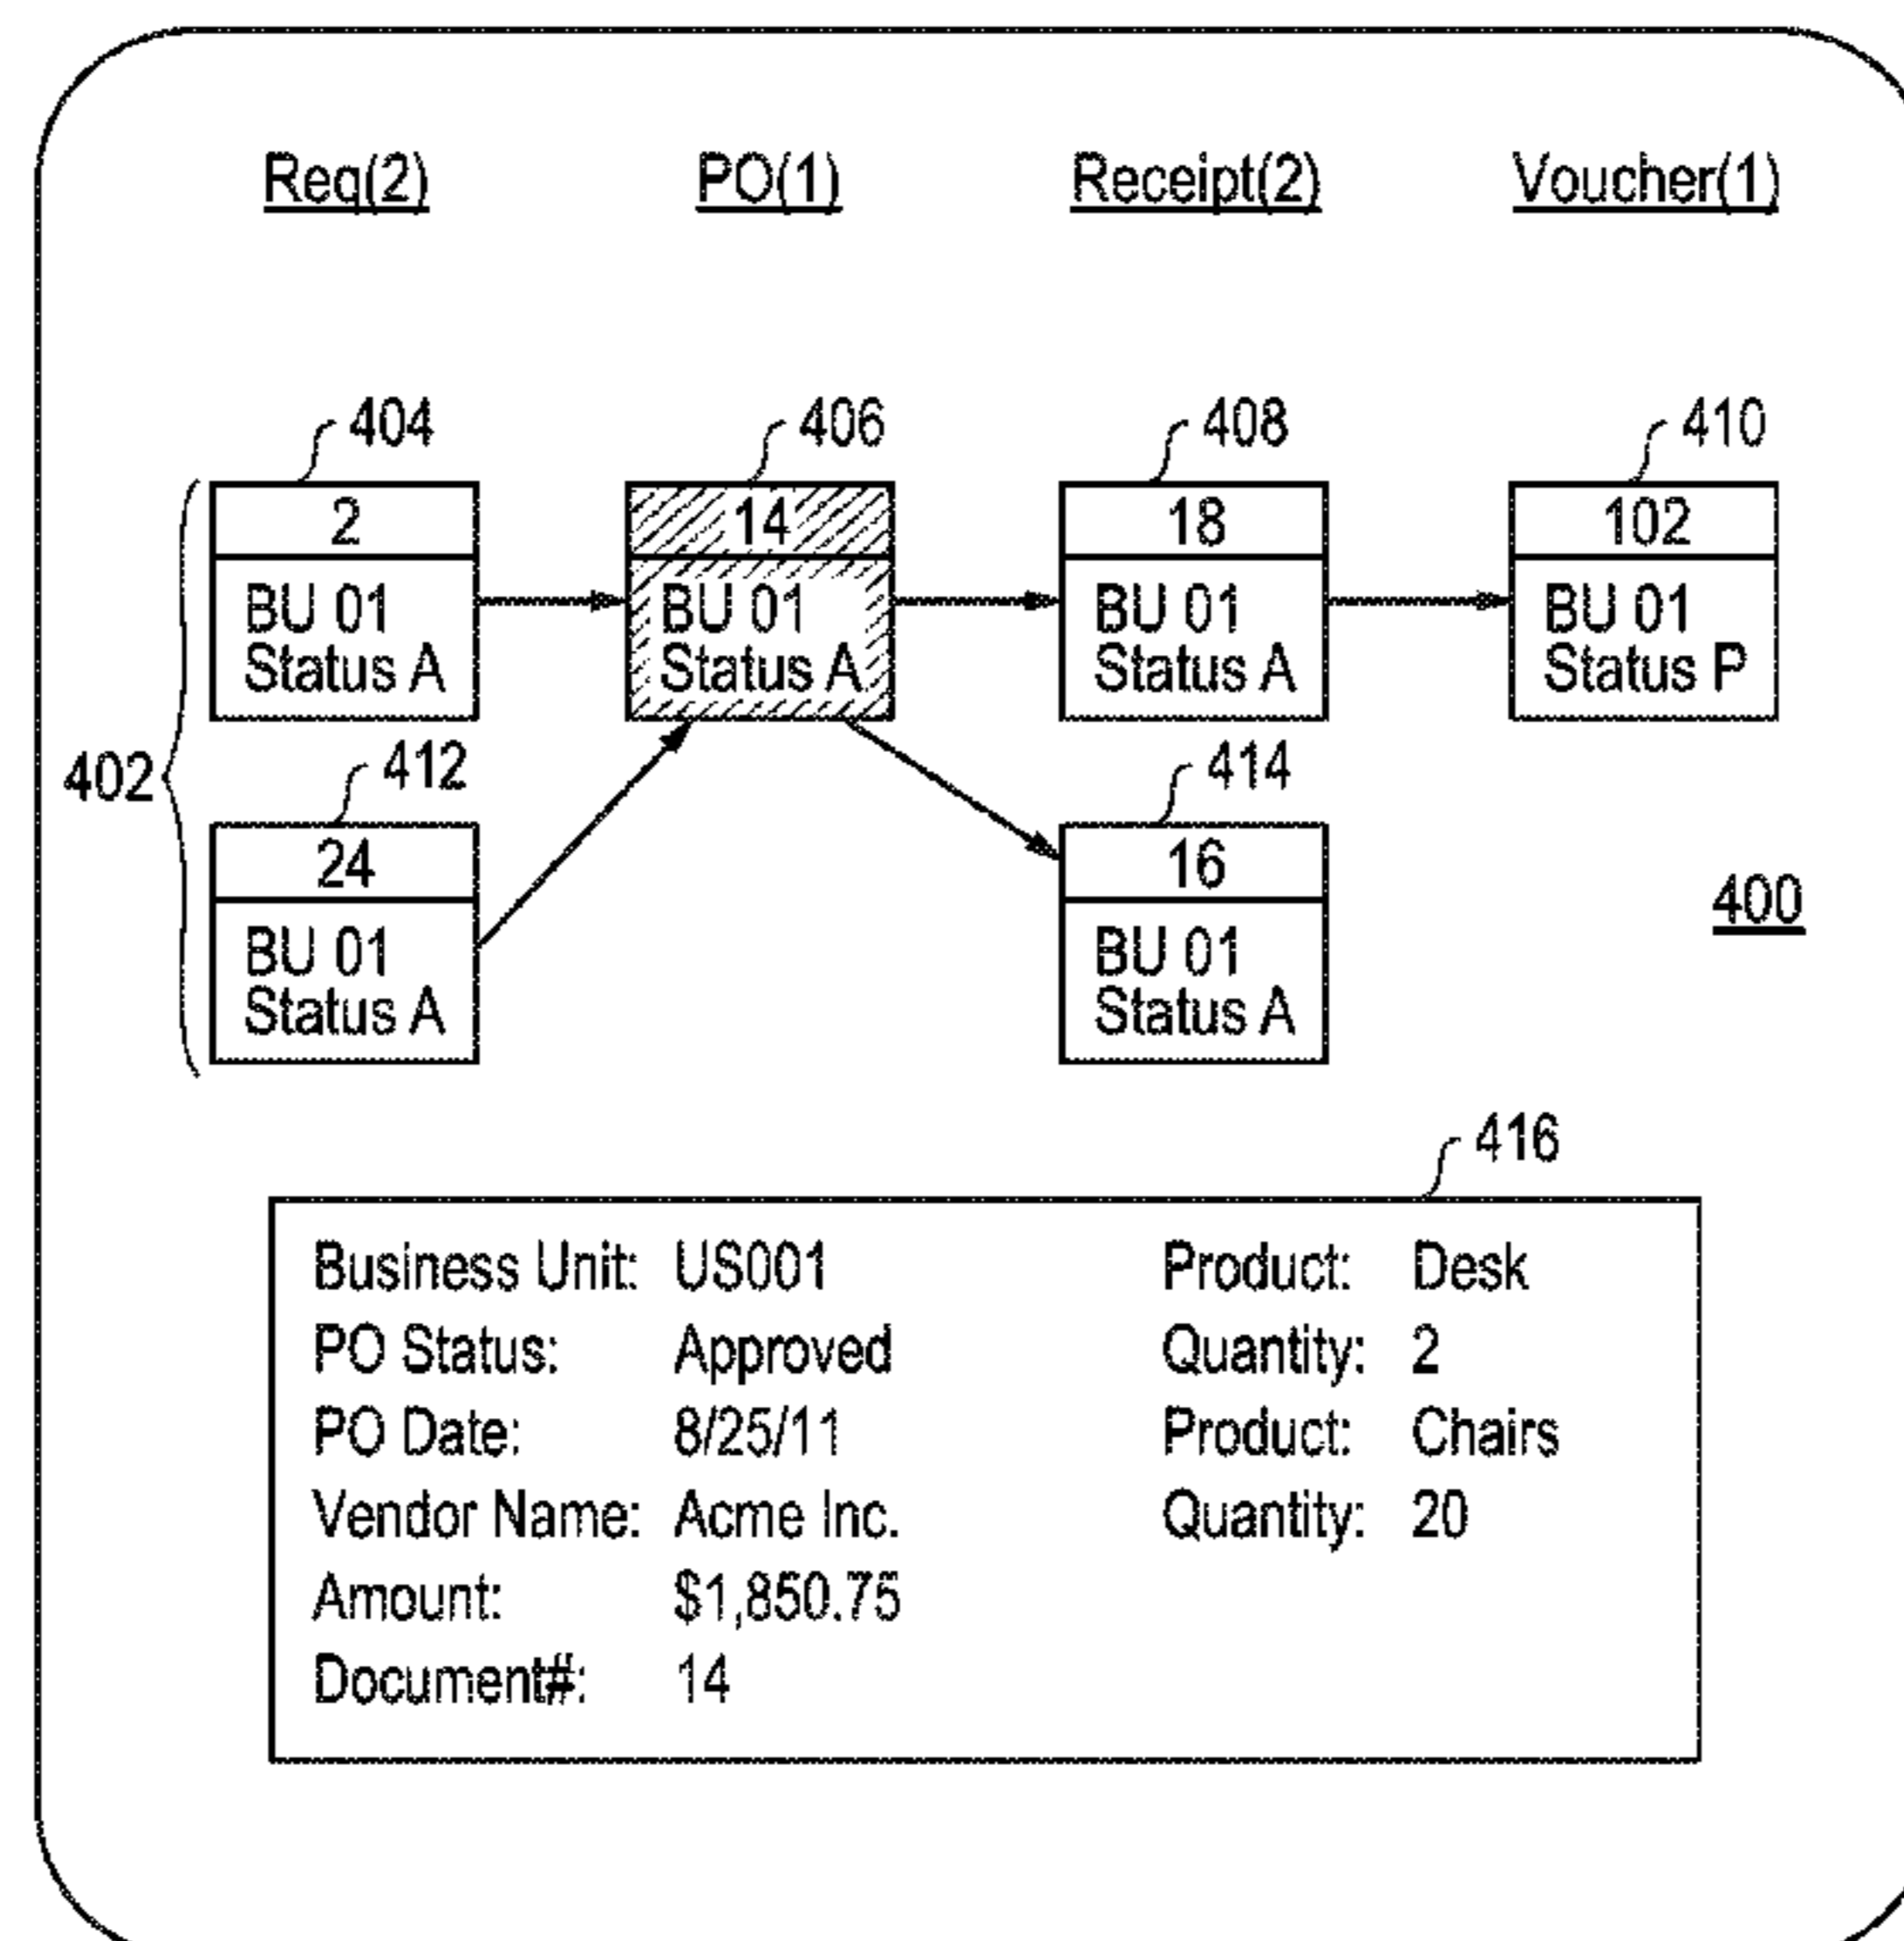 Req(2) PO(1) Receipt(2) Voucher(1)
404 406 408 410
2 14 18 102
BU 01 BU 01 BU 01 BU 01
Status A Status A Status A Status P
402 412 414
24 16
400
BU 01 BU 01
Status A Status A
416
Business Unit: US001 Product: Desk
PO Status: Approved Quantity: 2
PO Date: 8/25/11 Product: Chairs
Vendor Name: Acme Inc. Quantity: 20
Amount: $1,850.75
Document#: 14